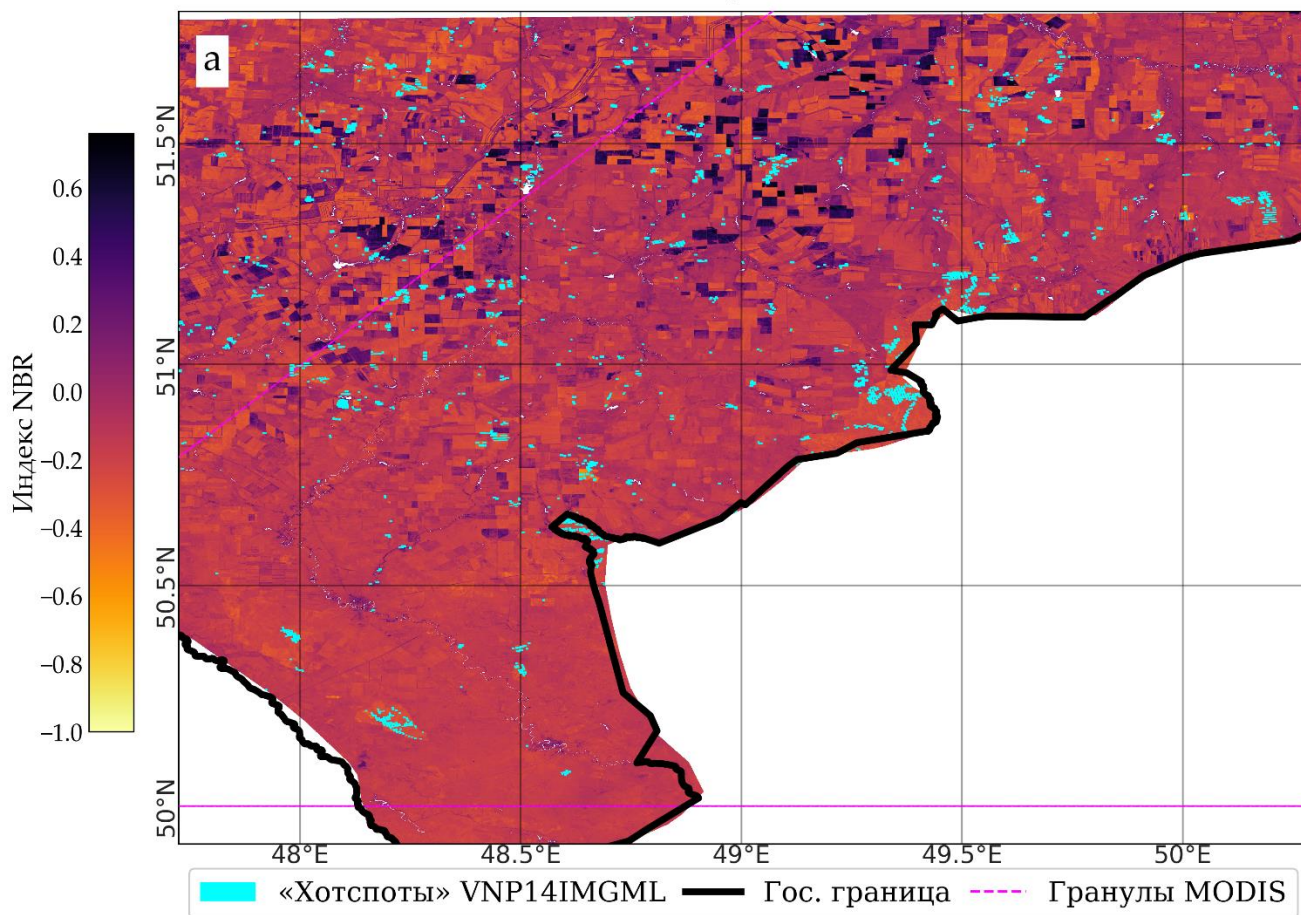 а
Индекс NBR
0.6
0.4
0.2
0.0
−0.2
−0.4
−0.6
−0.8
−1.0
51.5°N
51°N
50.5°N
50°N
48°E
48.5°E
49°E
49.5°E
50°E
«Хотспоты» VNP14IMGML
Гос. граница
Гранулы MODIS